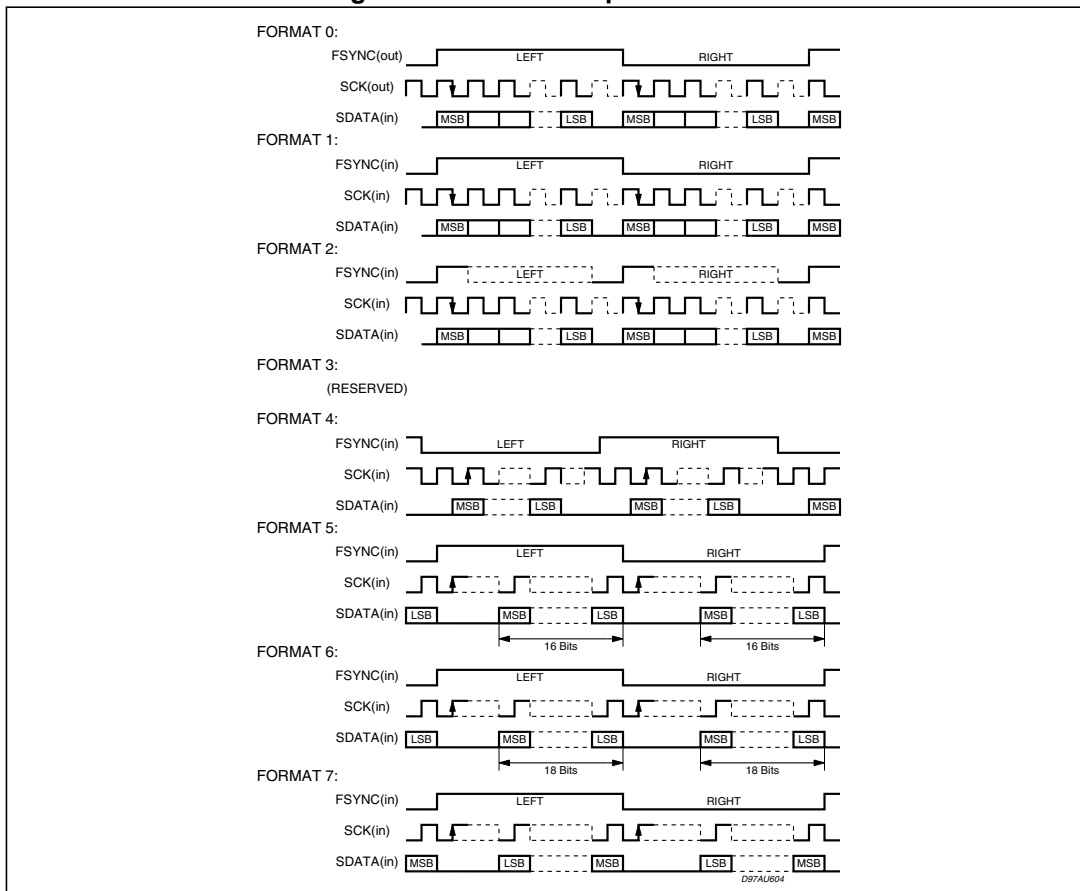 FORMAT 0:
FSYNC(out) LEFT RIGHT
SCK(out)
SDATA(in) MSB LSB MSB LSB MSB
FORMAT 1:
FSYNC(in) LEFT RIGHT
SCK(in)
SDATA(in) MSB LSB MSB LSB MSB
FORMAT 2:
FSYNC(in) LEFT RIGHT
SCK(in)
SDATA(in) MSB LSB MSB LSB MSB
FORMAT 3:
(RESERVED)
FORMAT 4:
FSYNC(in) LEFT RIGHT
SCK(in)
SDATA(in) MSB LSB MSB LSB MSB
FORMAT 5:
FSYNC(in) LEFT RIGHT
SCK(in)
SDATA(in) LSB MSB LSB MSB LSB
16 Bits 16 Bits
FORMAT 6:
FSYNC(in) LEFT RIGHT
SCK(in)
SDATA(in) LSB MSB LSB MSB LSB
18 Bits 18 Bits
FORMAT 7:
FSYNC(in) LEFT RIGHT
SCK(in)
SDATA(in) MSB LSB MSB LSB MSB
D97AU604